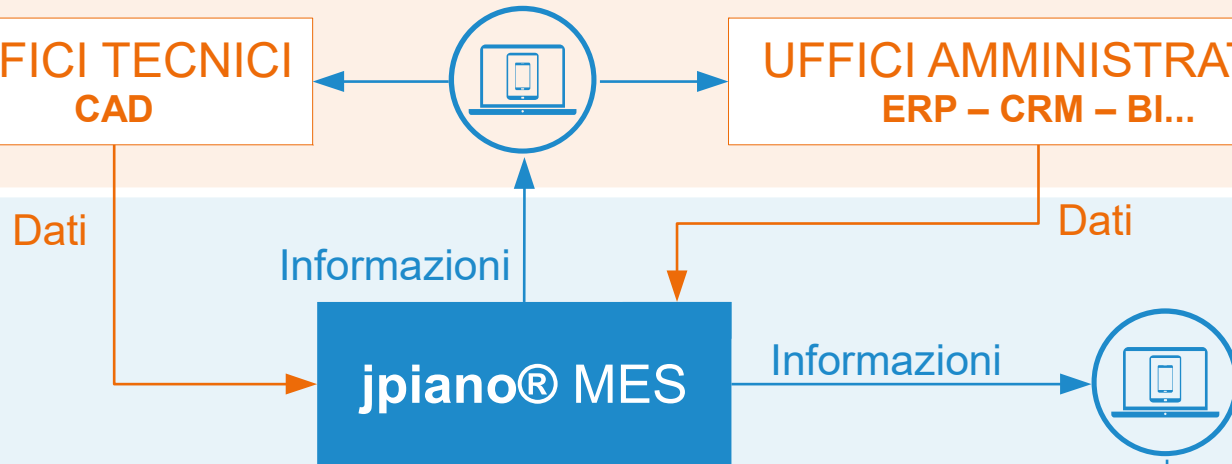 FICI TECNICI
CAD
UFFICI AMMINISTRAT
ERP – CRM – BI...
Dati
Dati
Informazioni
jpiano® MES
Informazioni